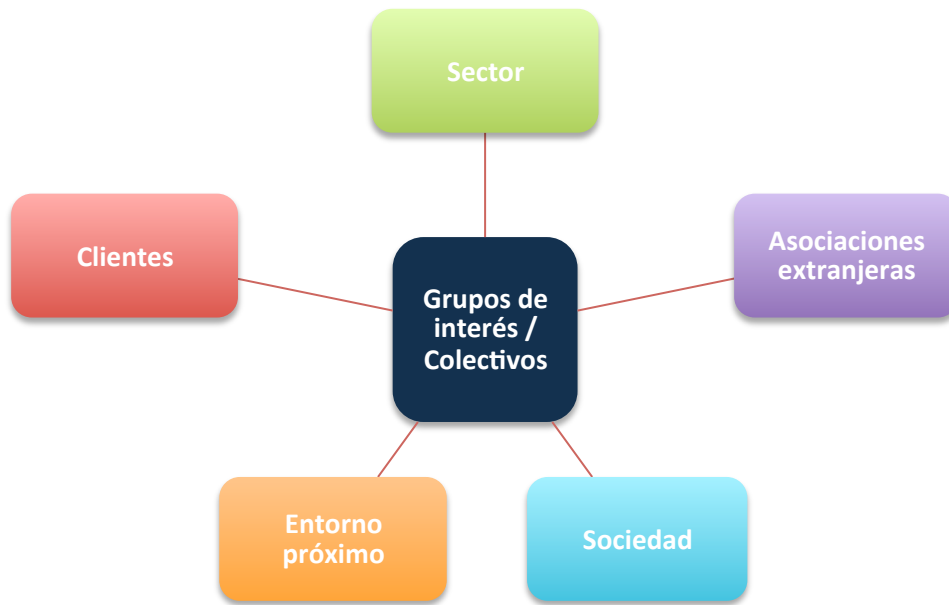 Sector
Clientes
Asociaciones
extranjeras
Grupos de
interés /
Colectivos
Entorno
próximo
Sociedad